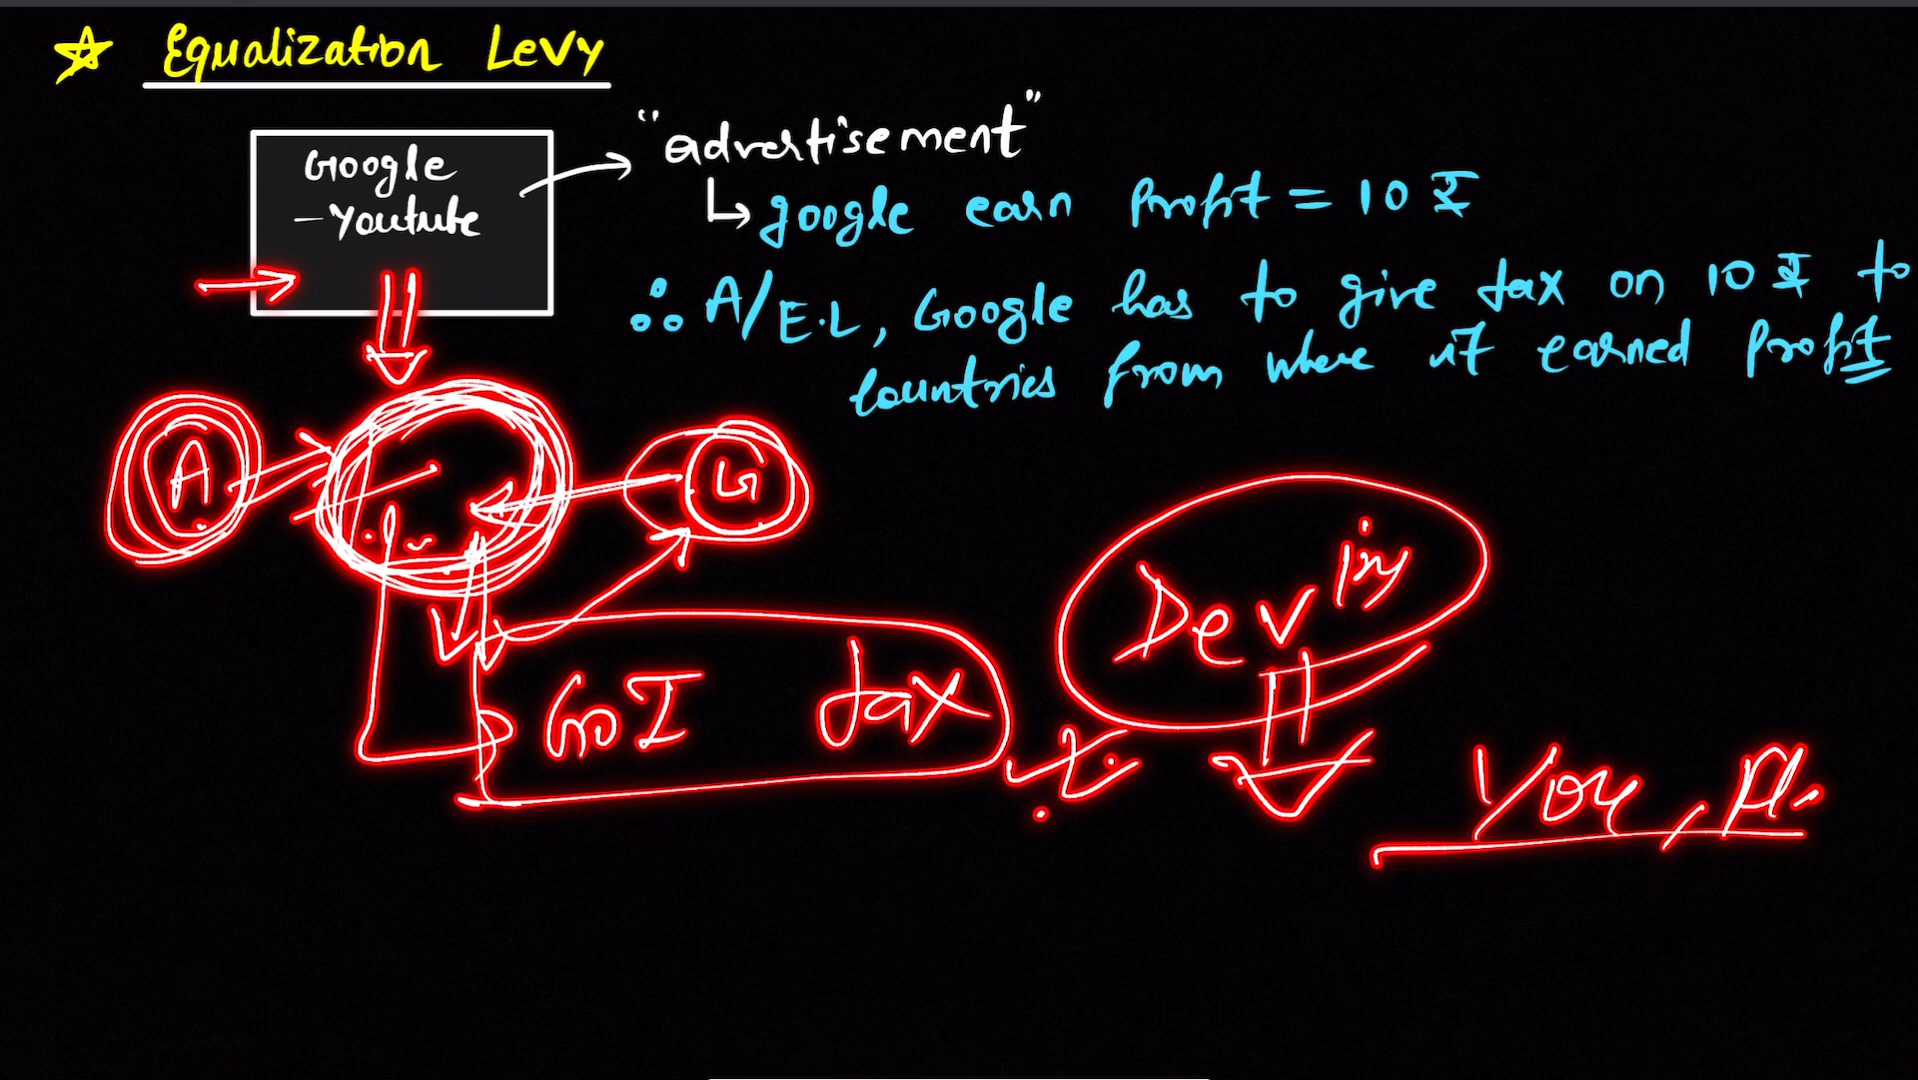 Equalization Levy
Google
- Youtube
"advertisement"
↳ google earn Profit = 10 ₹
∴ A/E.L, Google has to give tax on 10 ₹ to
Countries from where it earned Profit
A
G
GOI tax
Dev
You,